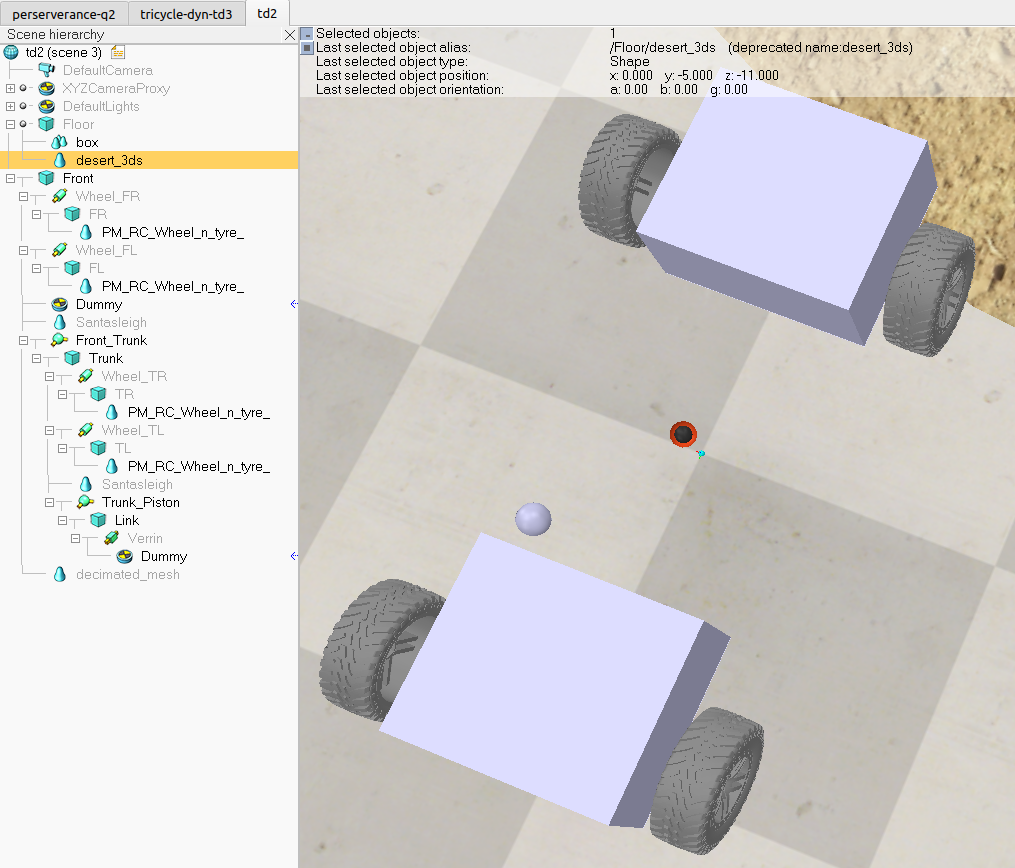 perserverance-q2 tricycle-dyn-td3 td2
Scene hierarchy
td2 (scene 3)
DefaultCamera
XYZCameraProxy
DefaultLights
Floor
box
desert_3ds
Front
Wheel_FR
FR
PM_RC_Wheel_n_tyre_
Wheel_FL
FL
PM_RC_Wheel_n_tyre_
Dummy
Santasleigh
Front_Trunk
Trunk
Wheel_TR
TR
PM_RC_Wheel_n_tyre_
Wheel_TL
TL
PM_RC_Wheel_n_tyre_
Santasleigh
Trunk_Piston
Link
Verrin
Dummy
decimated_mesh
Selected objects: 1
Last selected object alias: /Floor/desert_3ds (deprecated name:desert_3ds)
Last selected object type: Shape
Last selected object position: x: 0.000 y: -5.000 z: -11.000
Last selected object orientation: a: 0.00 b: 0.00 g: 0.00